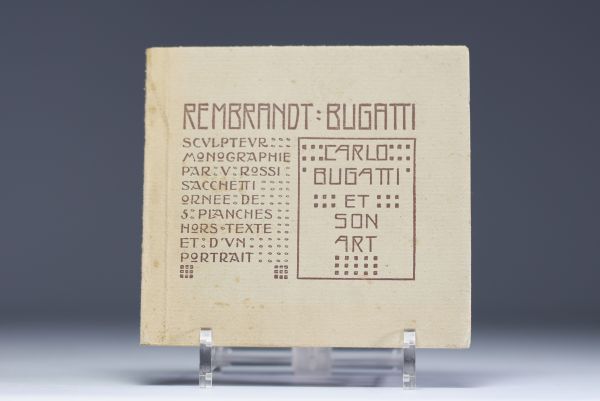 REMBRANDT : BUGATTI
SCVLPTEVR
MONOGRAPHIE
PAR : V : ROSSI
SACCHETTI
ORNEE : DE
5 : PLANCHES
HORS : TEXTE
ET : D'VN
PORTRAIT
CARLO
BUGATTI
ET
SON
ART